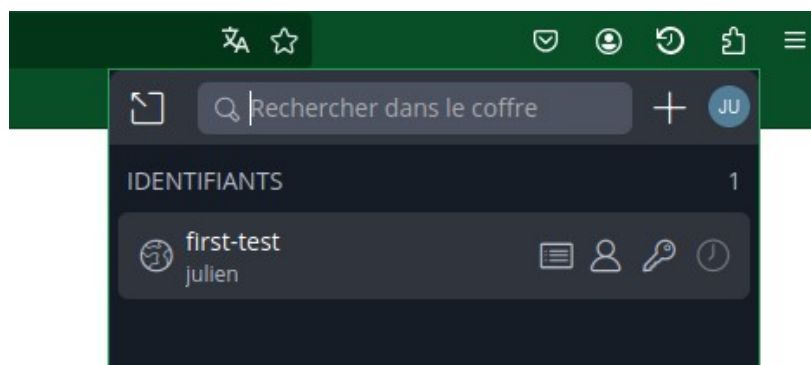 Rechercher dans le coffre
JU
IDENTIFIANTS 1
first-test
julien